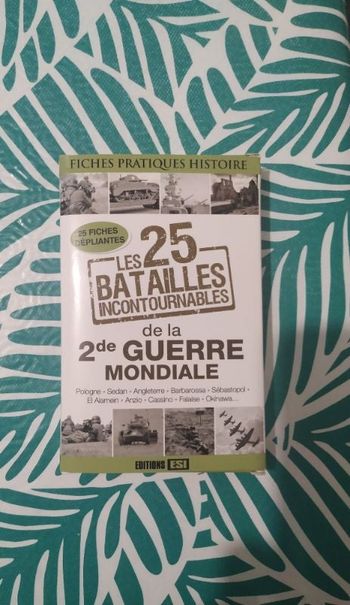 FICHES PRATIQUES HISTOIRE
25 FICHES
DÉPLIANTES
LES 25
BATAILLES
INCONTOURNABLES
de la
2de GUERRE
MONDIALE
Pologne - Sedan - Angleterre - Barbarossa - Sébastopol -
El Alamein - Anzio - Cassino - Falaise - Okinawa...
EDITIONS ESI